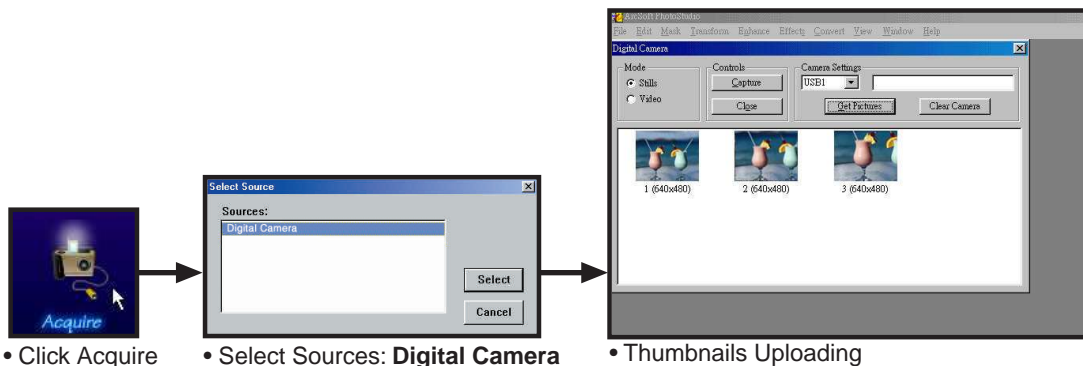 Acquire
• Click Acquire
Select Source
Sources:
Digital Camera
Select
Cancel
• Select Sources: Digital Camera
ArcSoft PhotoStudio
File Edit Mask Transform Enhance Effects Convert View Window Help
Digital Camera
Mode
Stills
Video
Controls
Capture
Close
Camera Settings
USB1
Get Pictures
Clear Camera
1 (640x480) 2 (640x480) 3 (640x480)
• Thumbnails Uploading